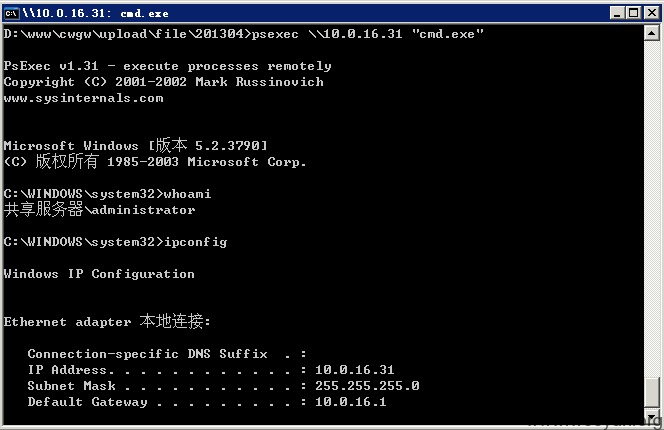 \\10.0.16.31: cmd.exe
D:\www\cwgw\upload\file\201304>psexec \\10.0.16.31 "cmd.exe"
PsExec v1.31 - execute processes remotely
Copyright (C) 2001-2002 Mark Russinovich
www.sysinternals.com
Microsoft Windows [版本 5.2.3790]
(C) 版权所有 1985-2003 Microsoft Corp.
C:\WINDOWS\system32>whoami
共享服务器\administrator
C:\WINDOWS\system32>ipconfig
Windows IP Configuration
Ethernet adapter 本地连接:
Connection-specific DNS Suffix  . :
IP Address. . . . . . . . . . . . : 10.0.16.31
Subnet Mask . . . . . . . . . . . : 255.255.255.0
Default Gateway . . . . . . . . . : 10.0.16.1